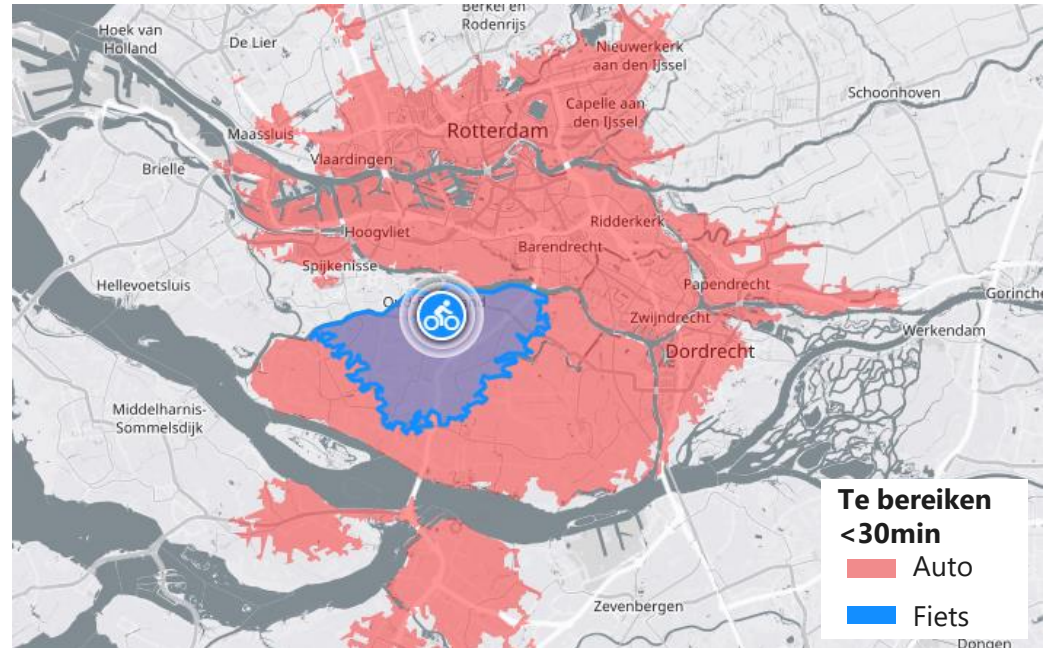 Berkel en
Rodenrijs
Hoek van
Holland
De Lier
Nieuwerkerk
aan den IJssel
Schoonhoven
Capelle aan
den IJssel
Rotterdam
Maassluis
Vlaardingen
Brielle
Ridderkerk
Hoogvliet
Barendrecht
Spijkenisse
Hellevoetsluis
Papendrecht
Gorinche
Zwijndrecht
Werkendam
Dordrecht
Middelharnis-
Sommelsdijk
Te bereiken
<30min
Auto
Fiets
Zevenbergen
Dongen